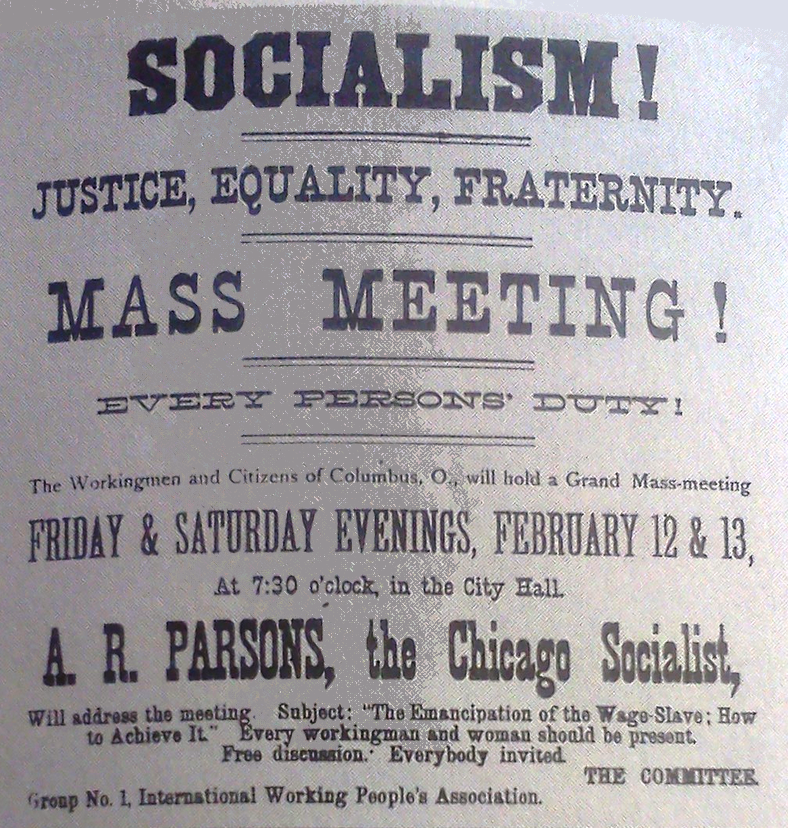 SOCIALISM!
JUSTICE, EQUALITY, FRATERNITY.
MASS MEETING!
EVERY PERSONS' DUTY!
The Workingmen and Citizens of Columbus, O., will hold a Grand Mass-meeting
FRIDAY & SATURDAY EVENINGS, FEBRUARY 12 & 13,
At 7:30 o'clock, in the City Hall.
A. R. PARSONS, the Chicago Socialist,
Will address the meeting. Subject: "The Emancipation of the Wage-Slave; How
to Achieve It." Every workingman and woman should be present.
Free discussion. Everybody invited.
THE COMMITTEE.
Group No. 1, International Working People's Association.